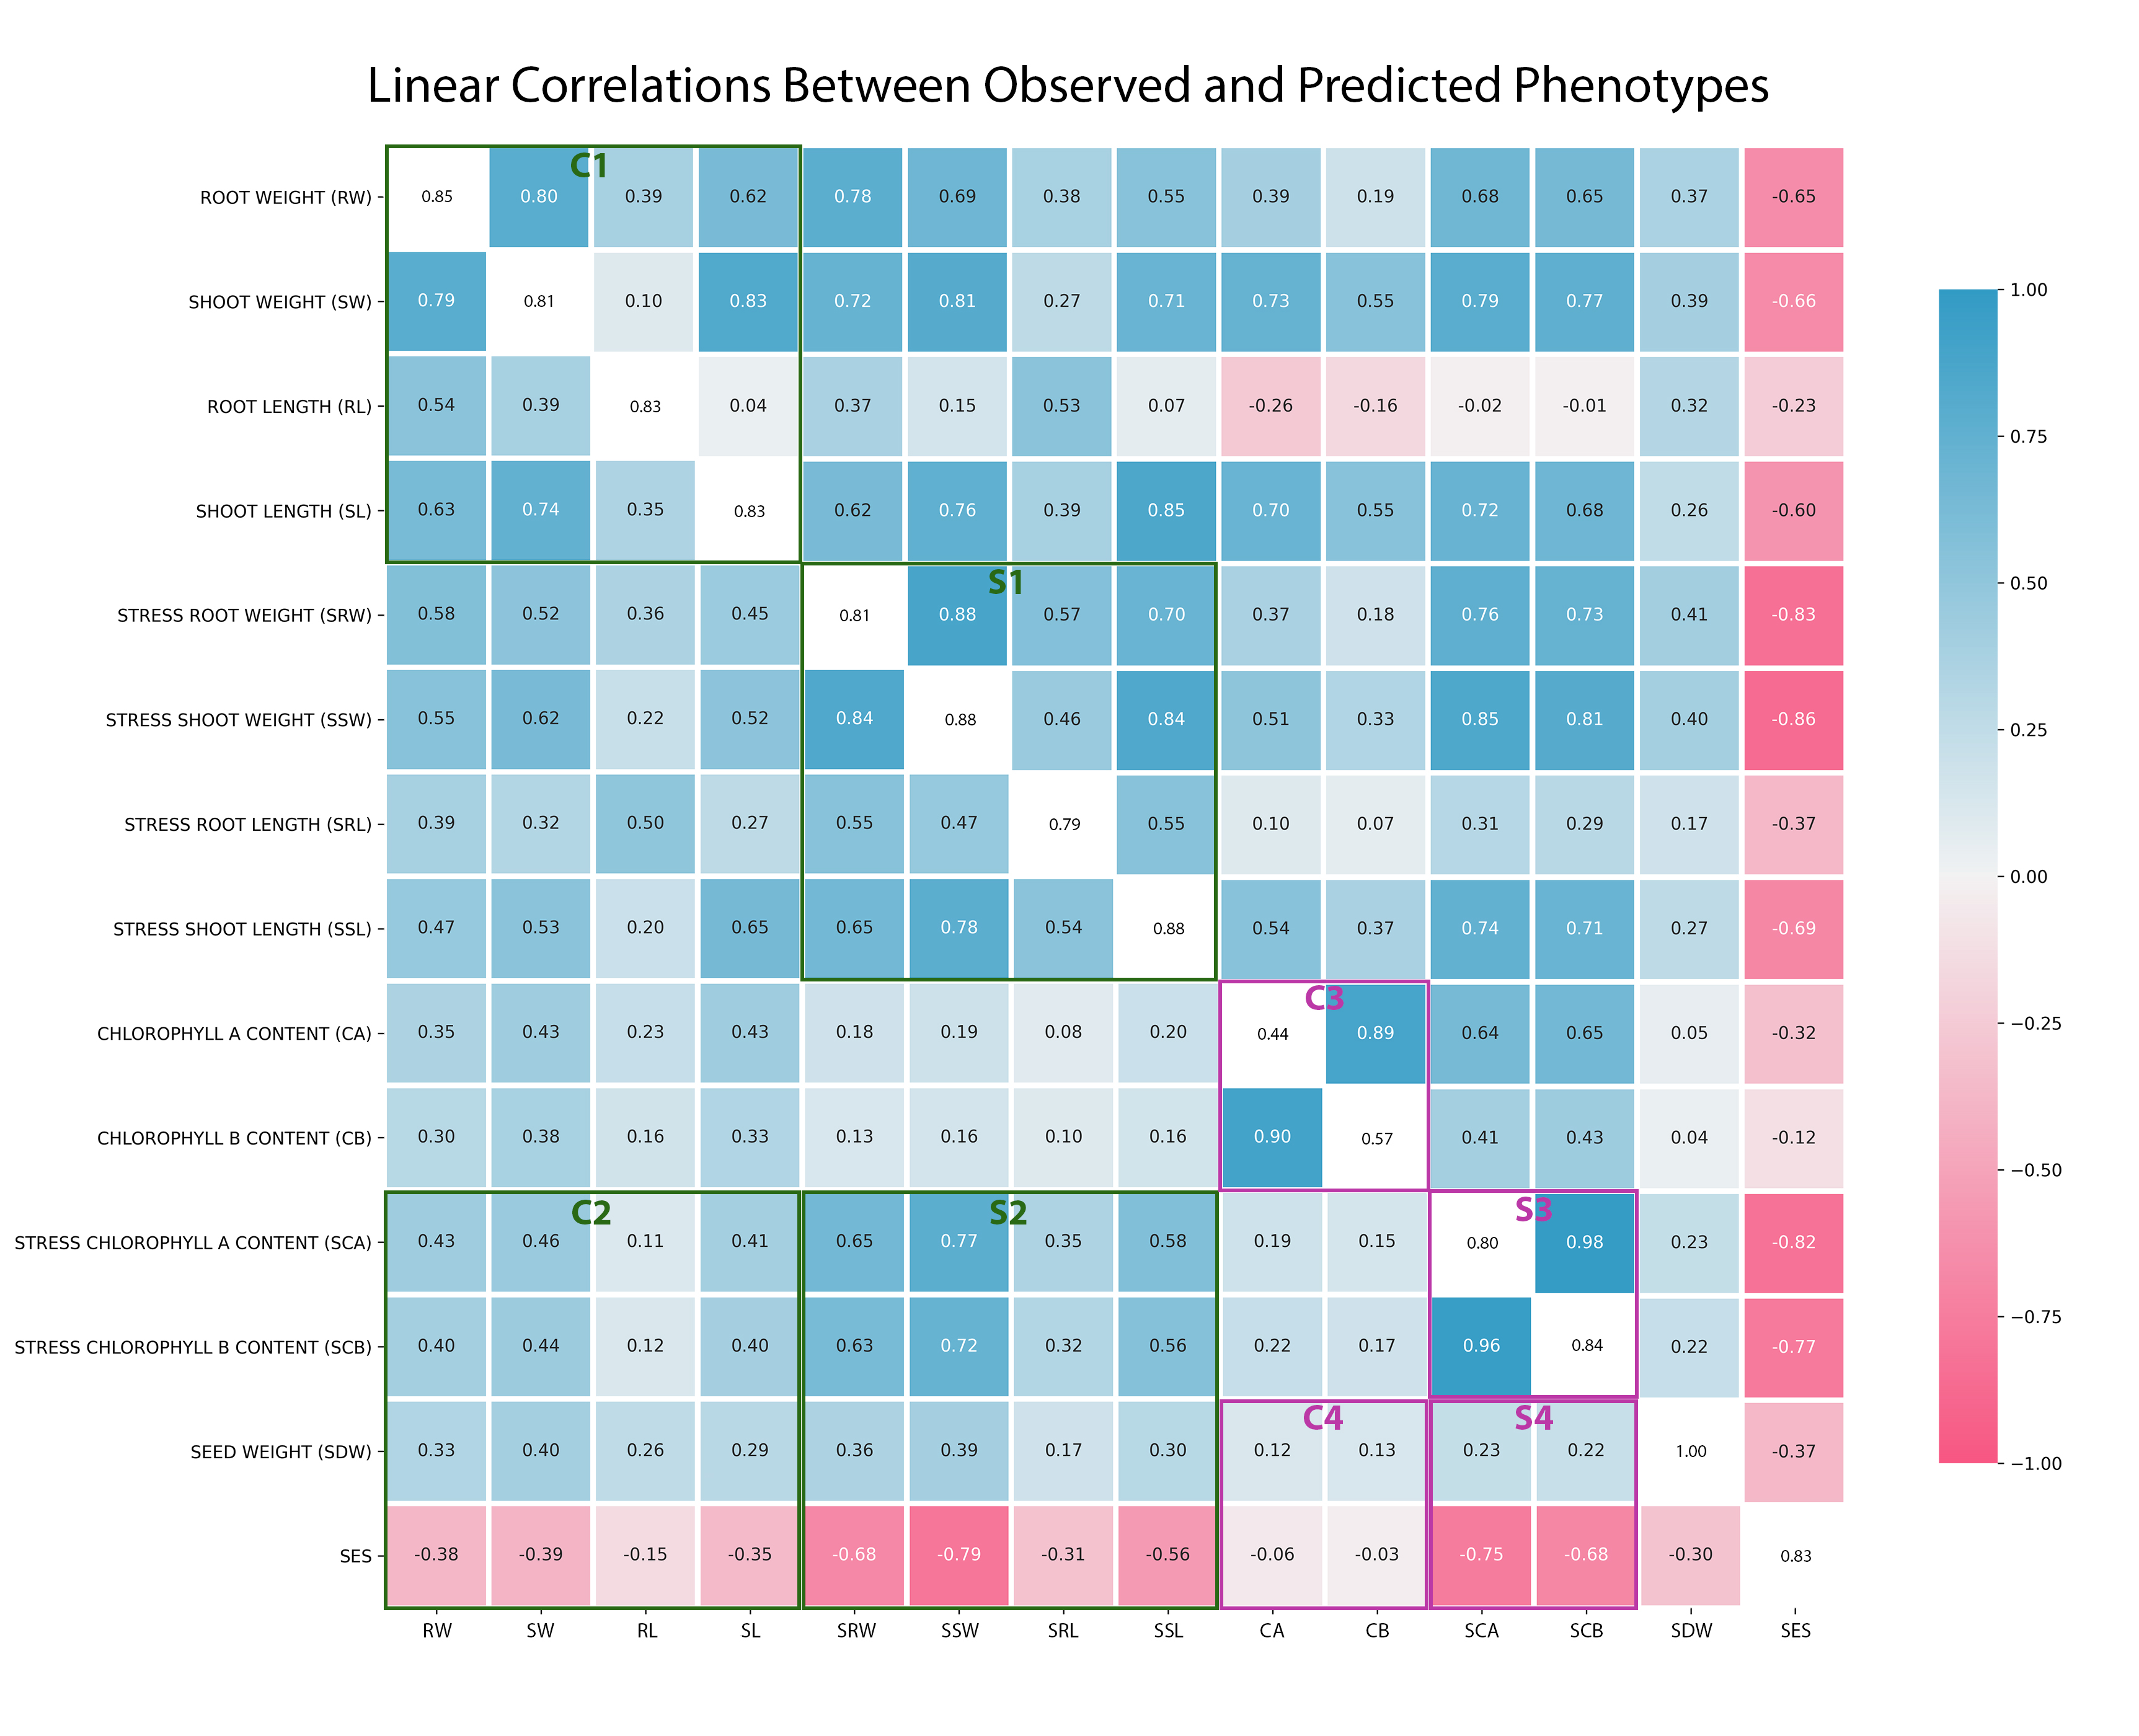 Linear Correlations Between Observed and Predicted Phenotypes
C1
ROOT WEIGHT (RW) 0.85 0.80 0.39 0.62 0.78 0.69 0.38 0.55 0.39 0.19 0.68 0.65 0.37 -0.65
1.00
SHOOT WEIGHT (SW) 0.79 0.81 0.10 0.83 0.72 0.81 0.27 0.71 0.73 0.55 0.79 0.77 0.39 -0.66
ROOT LENGTH (RL) 0.54 0.39 0.83 0.04 0.37 0.15 0.53 0.07 -0.26 -0.16 -0.02 -0.01 0.32 -0.23
0.75
SHOOT LENGTH (SL) 0.63 0.74 0.35 0.83 0.62 0.76 0.39 0.85 0.70 0.55 0.72 0.68 0.26 -0.60
S1
0.50
STRESS ROOT WEIGHT (SRW) 0.58 0.52 0.36 0.45 0.81 0.88 0.57 0.70 0.37 0.18 0.76 0.73 0.41 -0.83
STRESS SHOOT WEIGHT (SSW) 0.55 0.62 0.22 0.52 0.84 0.88 0.46 0.84 0.51 0.33 0.85 0.81 0.40 -0.86
0.25
STRESS ROOT LENGTH (SRL) 0.39 0.32 0.50 0.27 0.55 0.47 0.79 0.55 0.10 0.07 0.31 0.29 0.17 -0.37
0.00
STRESS SHOOT LENGTH (SSL) 0.47 0.53 0.20 0.65 0.65 0.78 0.54 0.88 0.54 0.37 0.74 0.71 0.27 -0.69
C3
−0.25
CHLOROPHYLL A CONTENT (CA) 0.35 0.43 0.23 0.43 0.18 0.19 0.08 0.20 0.44 0.89 0.64 0.65 0.05 -0.32
CHLOROPHYLL B CONTENT (CB) 0.30 0.38 0.16 0.33 0.13 0.16 0.10 0.16 0.90 0.57 0.41 0.43 0.04 -0.12
−0.50
C2 S2 S3
STRESS CHLOROPHYLL A CONTENT (SCA) 0.43 0.46 0.11 0.41 0.65 0.77 0.35 0.58 0.19 0.15 0.80 0.98 0.23 -0.82
−0.75
STRESS CHLOROPHYLL B CONTENT (SCB) 0.40 0.44 0.12 0.40 0.63 0.72 0.32 0.56 0.22 0.17 0.96 0.84 0.22 -0.77
C4 S4
SEED WEIGHT (SDW) 0.33 0.40 0.26 0.29 0.36 0.39 0.17 0.30 0.12 0.13 0.23 0.22 1.00 -0.37
−1.00
SES -0.38 -0.39 -0.15 -0.35 -0.68 -0.79 -0.31 -0.56 -0.06 -0.03 -0.75 -0.68 -0.30 0.83
RW SW RL SL SRW SSW SRL SSL CA CB SCA SCB SDW SES